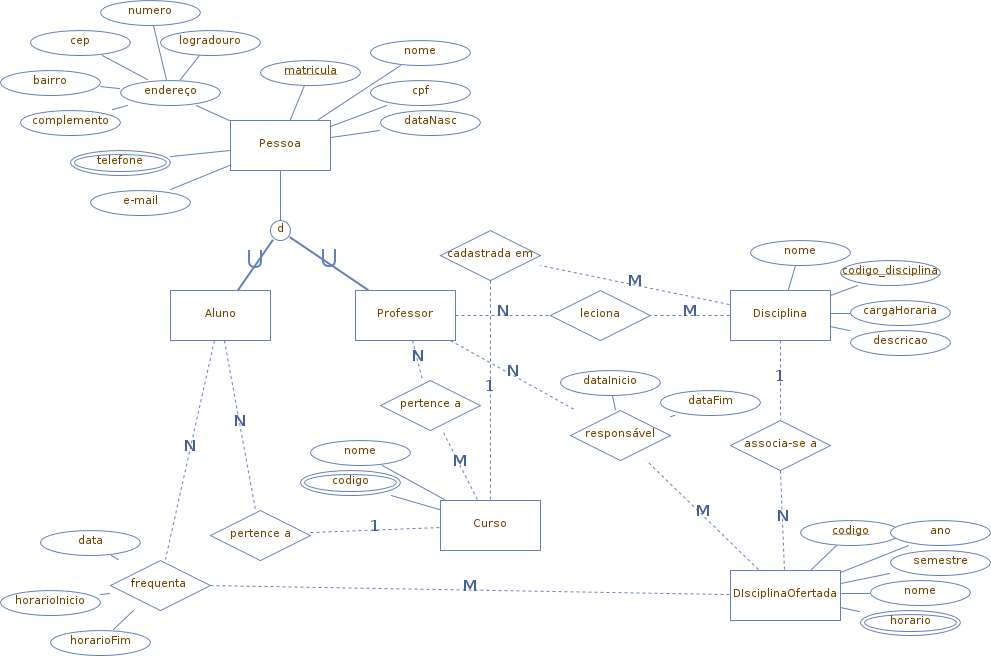 numero
cep
logradouro
nome
matricula
bairro
endereço
cpf
complemento
dataNasc
Pessoa
telefone
e-mail
d
U
U
cadastrada em
nome
M
codigo_disciplina
Aluno
Professor
N
leciona
M
Disciplina
cargaHoraria
descricao
N
N
1
1
dataInicio
dataFim
pertence a
N
N
responsável
associa-se a
nome
M
codigo
M
N
Curso
1
pertence a
codigo
ano
data
semestre
frequenta
M
nome
DIsciplinaOfertada
horarioInicio
horario
horarioFim